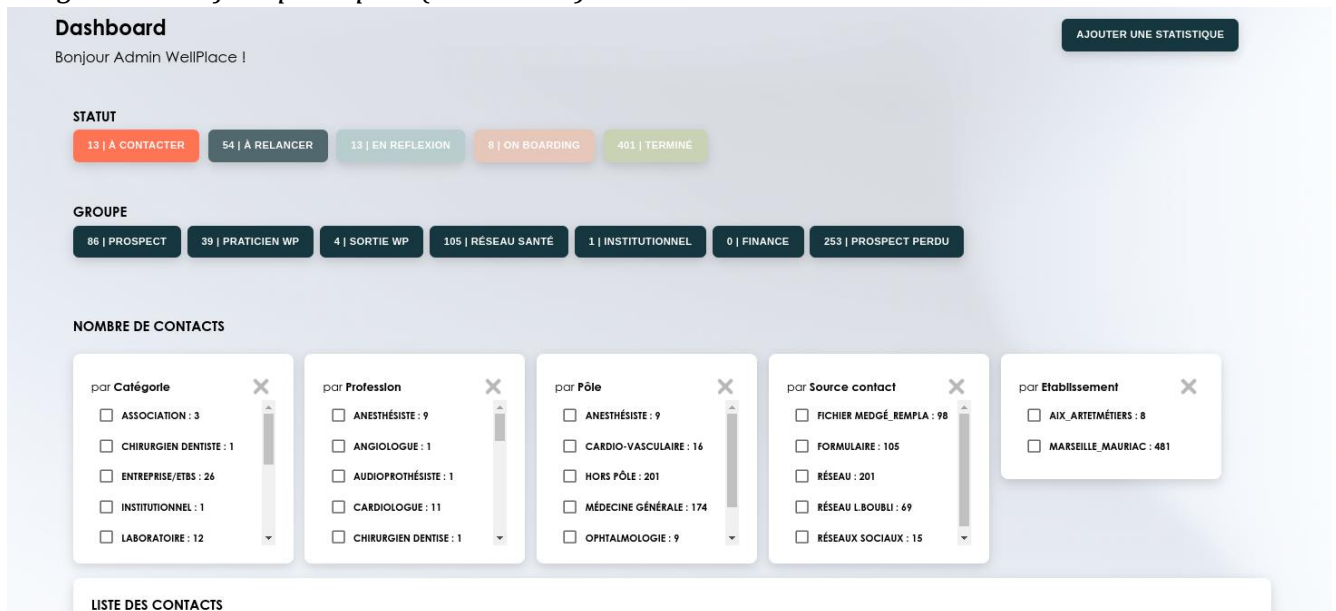 Dashboard
AJOUTER UNE STATISTIQUE
Bonjour Admin WellPlace !
STATUT
13 | À CONTACTER
54 | À RELANCER
13 | EN REFLEXION
8 | ON BOARDING
401 | TERMINÉ
GROUPE
86 | PROSPECT
39 | PRATICIEN WP
4 | SORTIE WP
105 | RÉSEAU SANTÉ
1 | INSTITUTIONNEL
0 | FINANCE
253 | PROSPECT PERDU
NOMBRE DE CONTACTS
par Catégorie
ASSOCIATION : 3
CHIRURGIEN DENTISTE : 1
ENTREPRISE/ETBS : 26
INSTITUTIONNEL : 1
LABORATOIRE : 12
par Profession
ANESTHÉSISTE : 9
ANGIOLOGUE : 1
AUDIOPROTHÉSISTE : 1
CARDIOLOGUE : 11
CHIRURGIEN DENTISE : 1
par Pôle
ANESTHÉSISTE : 9
CARDIO-VASCULAIRE : 16
HORS PÔLE : 201
MÉDECINE GÉNÉRALE : 174
OPHTALMOLOGIE : 9
par Source contact
FICHIER MEDGÉ_REMPLA : 98
FORMULAIRE : 105
RÉSEAU : 201
RÉSEAU L.BOUBLI : 69
RÉSEAUX SOCIAUX : 15
par Etablissement
AIX_ARTETMÉTIERS : 8
MARSEILLE_MAURIAC : 481
LISTE DES CONTACTS